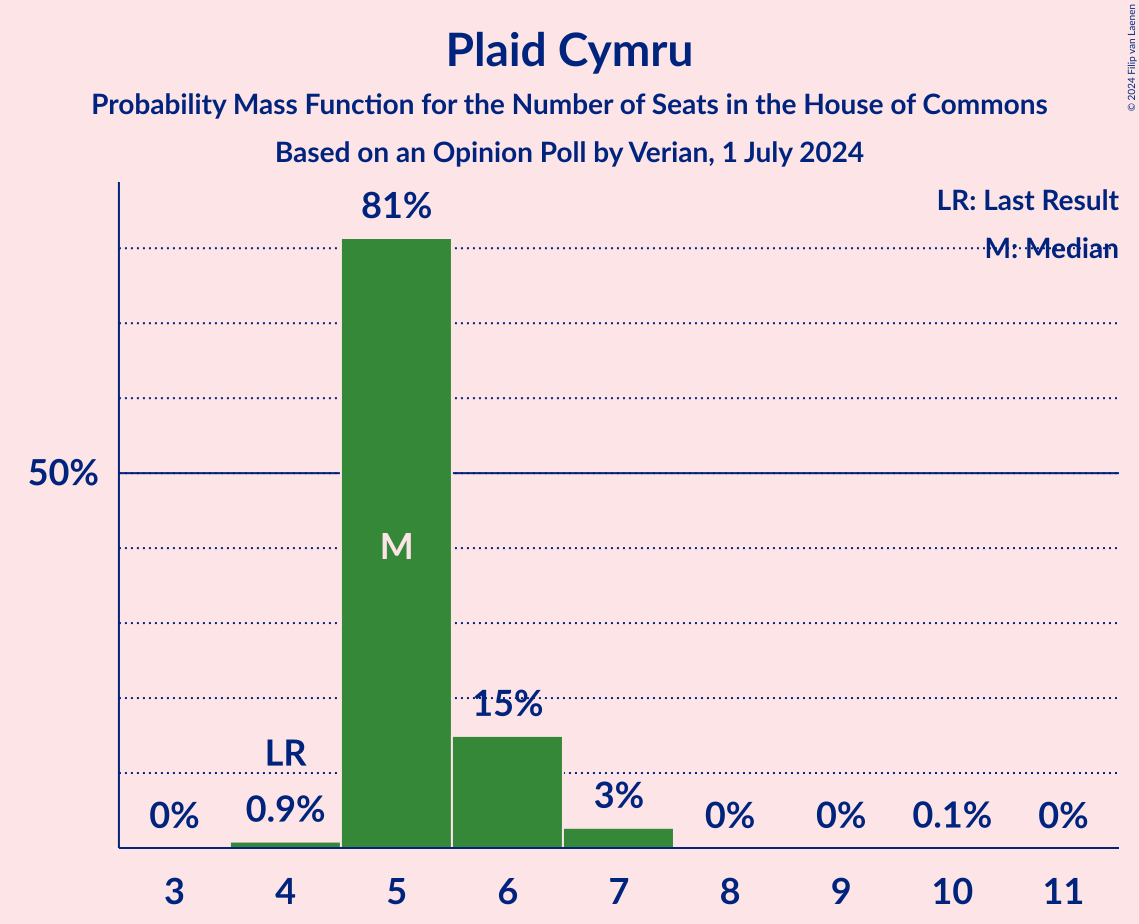 Plaid Cymru
Probability Mass Function for the Number of Seats in the House of Commons
Based on an Opinion Poll by Verian, 1 July 2024
© 2024 Filip van Laenen
LR: Last Result
M: Median
81%
50%
M
15%
LR
0% 0.9% 3% 0% 0% 0.1% 0%
3 4 5 6 7 8 9 10 11